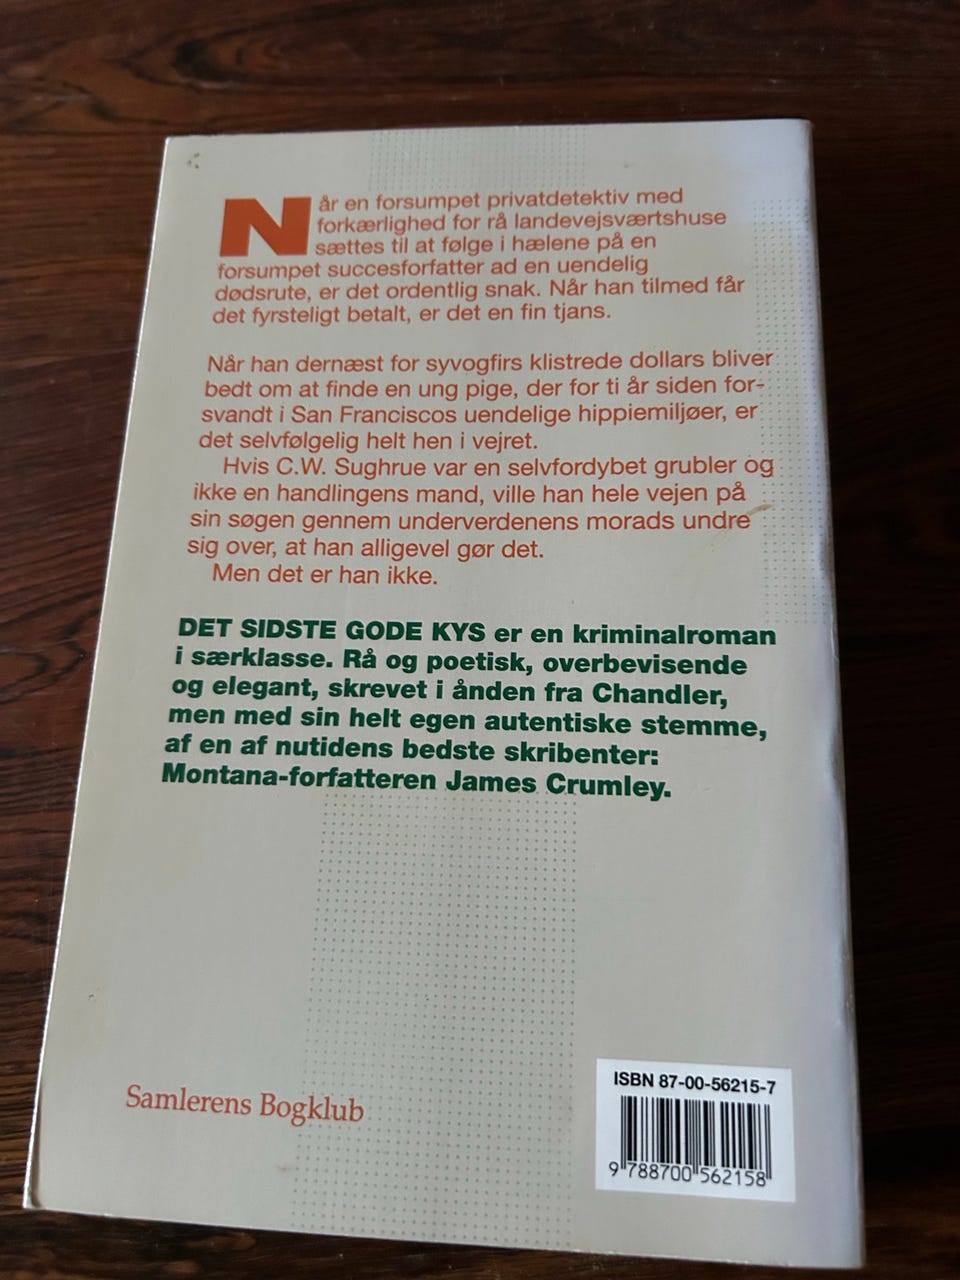 Når en forsumpet privatdetektiv med
forkærlighed for rå landevejsværtshuse
sættes til at følge i hælene på en
forsumpet succesforfatter ad en uendelig
dødsrute, er det ordentlig snak. Når han tilmed får
det fyrsteligt betalt, er det en fin tjans.
Når han dernæst for syvogfirs klistrede dollars bliver
bedt om at finde en ung pige, der for ti år siden for-
svandt i San Franciscos uendelige hippiemiljøer, er
det selvfølgelig helt hen i vejret.
Hvis C.W. Sughrue var en selvfordybet grubler og
ikke en handlingens mand, ville han hele vejen på
sin søgen gennem underverdenens morads undre
sig over, at han alligevel gør det.
Men det er han ikke.
DET SIDSTE GODE KYS er en kriminalroman
i særklasse. Rå og poetisk, overbevisende
og elegant, skrevet i ånden fra Chandler,
men med sin helt egen autentiske stemme,
af en af nutidens bedste skribenter:
Montana-forfatteren James Crumley.
Samlerens Bogklub
ISBN 87-00-56215-7
9 788700 562158